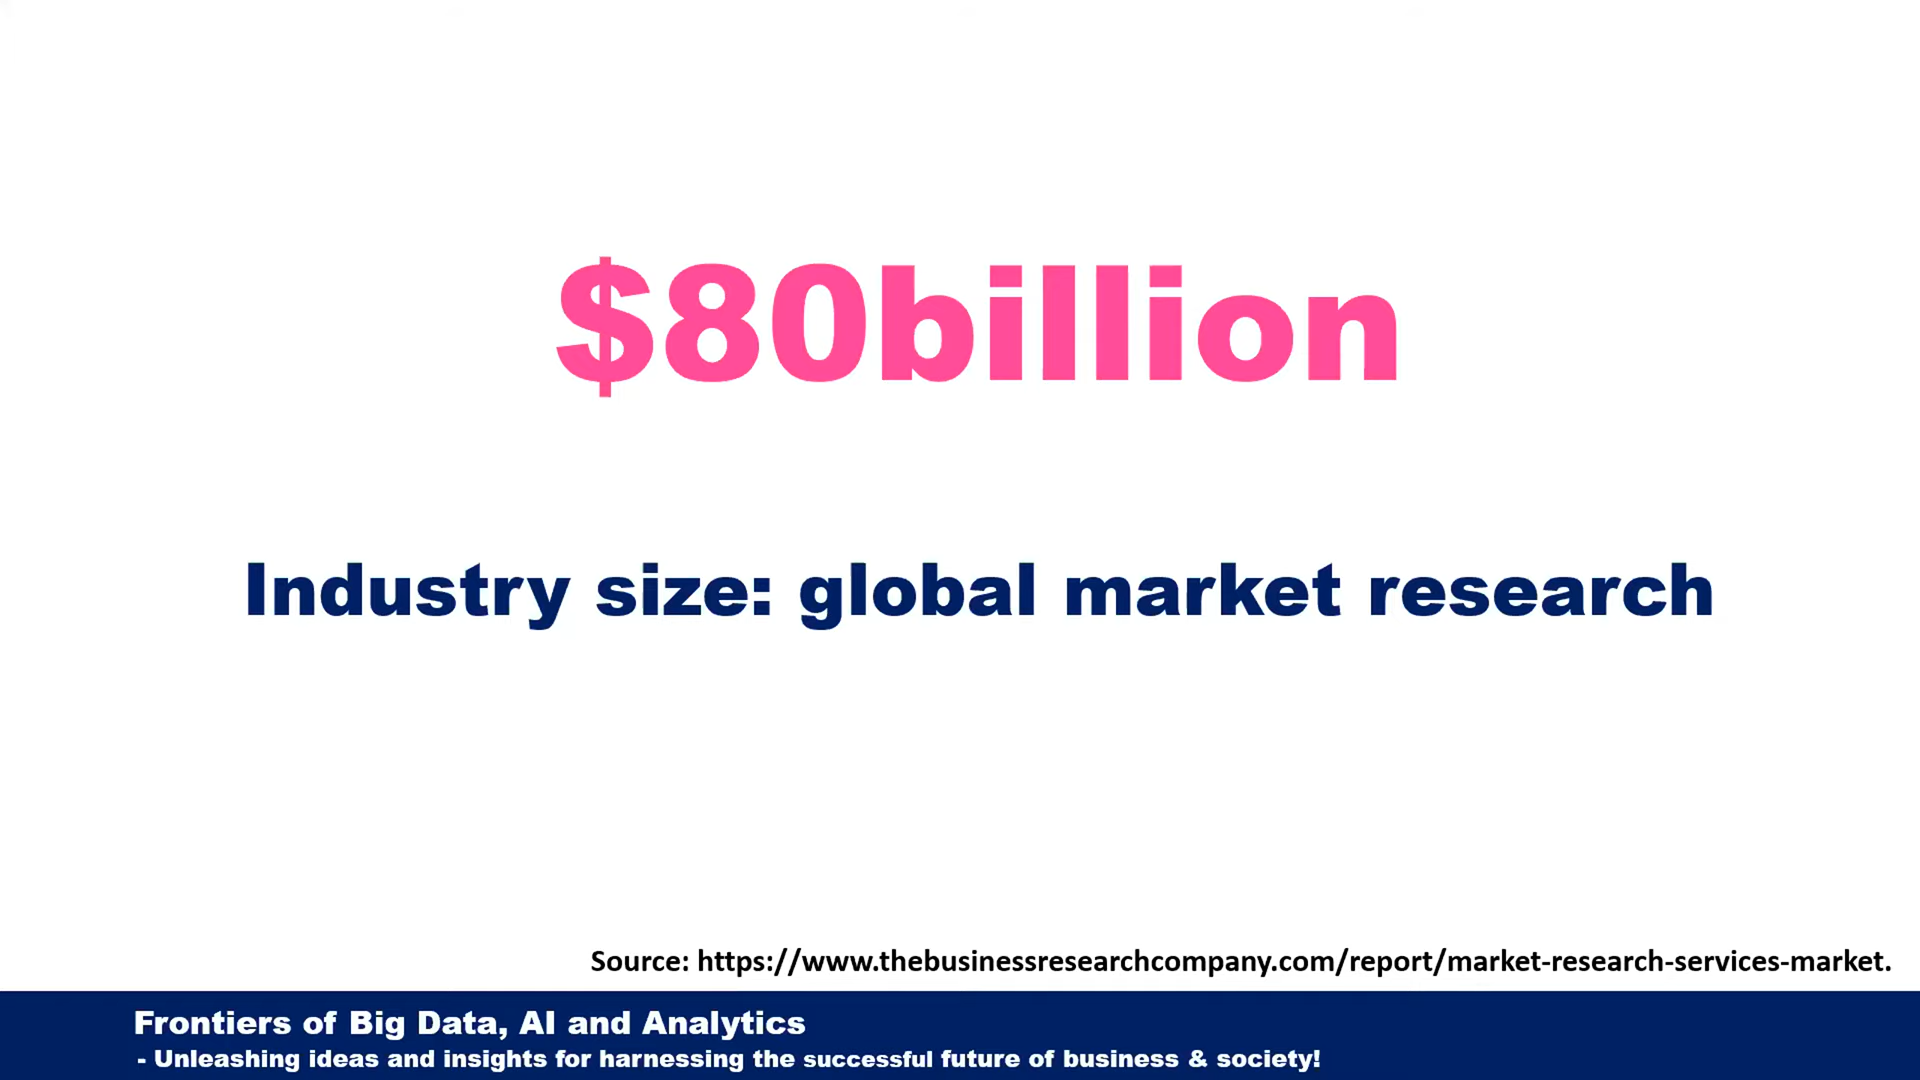 $80billion
Industry size: global market research
Source: https://www.thebusinessresearchcompany.com/report/market-research-services-market.
Frontiers of Big Data, AI and Analytics
- Unleashing ideas and insights for harnessing the successful future of business & society!